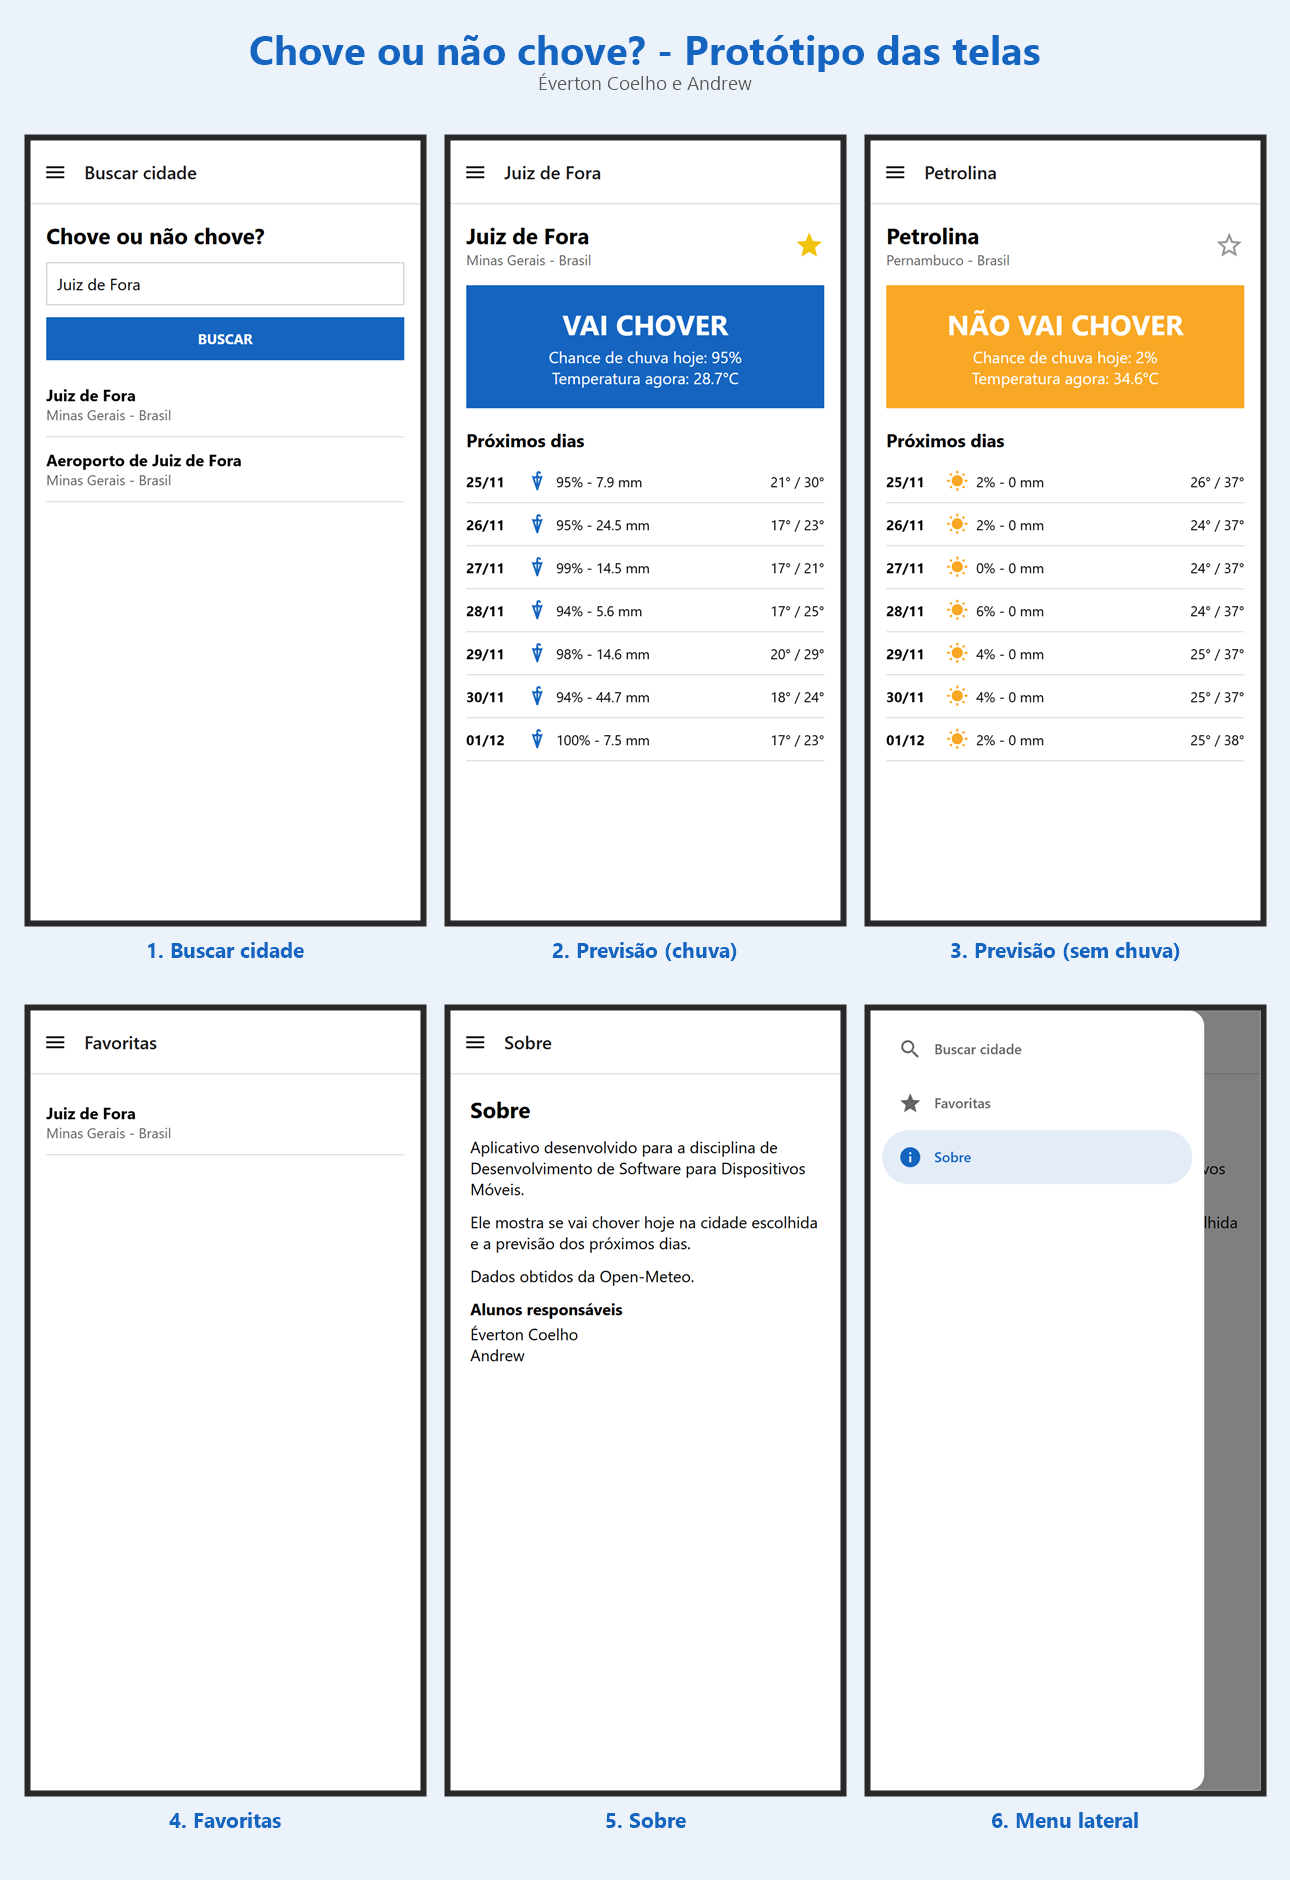 Chove ou não chove? - Protótipo das telas
Éverton Coelho e Andrew
Buscar cidade
Chove ou não chove?
Juiz de Fora
BUSCAR
Juiz de Fora
Minas Gerais - Brasil
Aeroporto de Juiz de Fora
Minas Gerais - Brasil
1. Buscar cidade
Juiz de Fora
Juiz de Fora
Minas Gerais - Brasil
VAI CHOVER
Chance de chuva hoje: 95%
Temperatura agora: 28.7°C
Próximos dias
25/11 95% - 7.9 mm 21° / 30°
26/11 95% - 24.5 mm 17° / 23°
27/11 99% - 14.5 mm 17° / 21°
28/11 94% - 5.6 mm 17° / 25°
29/11 98% - 14.6 mm 20° / 29°
30/11 94% - 44.7 mm 18° / 24°
01/12 100% - 7.5 mm 17° / 23°
2. Previsão (chuva)
Petrolina
Petrolina
Pernambuco - Brasil
NÃO VAI CHOVER
Chance de chuva hoje: 2%
Temperatura agora: 34.6°C
Próximos dias
25/11 2% - 0 mm 26° / 37°
26/11 2% - 0 mm 24° / 37°
27/11 0% - 0 mm 24° / 37°
28/11 6% - 0 mm 24° / 37°
29/11 4% - 0 mm 25° / 37°
30/11 4% - 0 mm 25° / 37°
01/12 2% - 0 mm 25° / 38°
3. Previsão (sem chuva)
Favoritas
Juiz de Fora
Minas Gerais - Brasil
4. Favoritas
Sobre
Sobre
Aplicativo desenvolvido para a disciplina de
Desenvolvimento de Software para Dispositivos
Móveis.
Ele mostra se vai chover hoje na cidade escolhida
e a previsão dos próximos dias.
Dados obtidos da Open-Meteo.
Alunos responsáveis
Éverton Coelho
Andrew
5. Sobre
Buscar cidade
Favoritas
Sobre
vos
lhida
6. Menu lateral